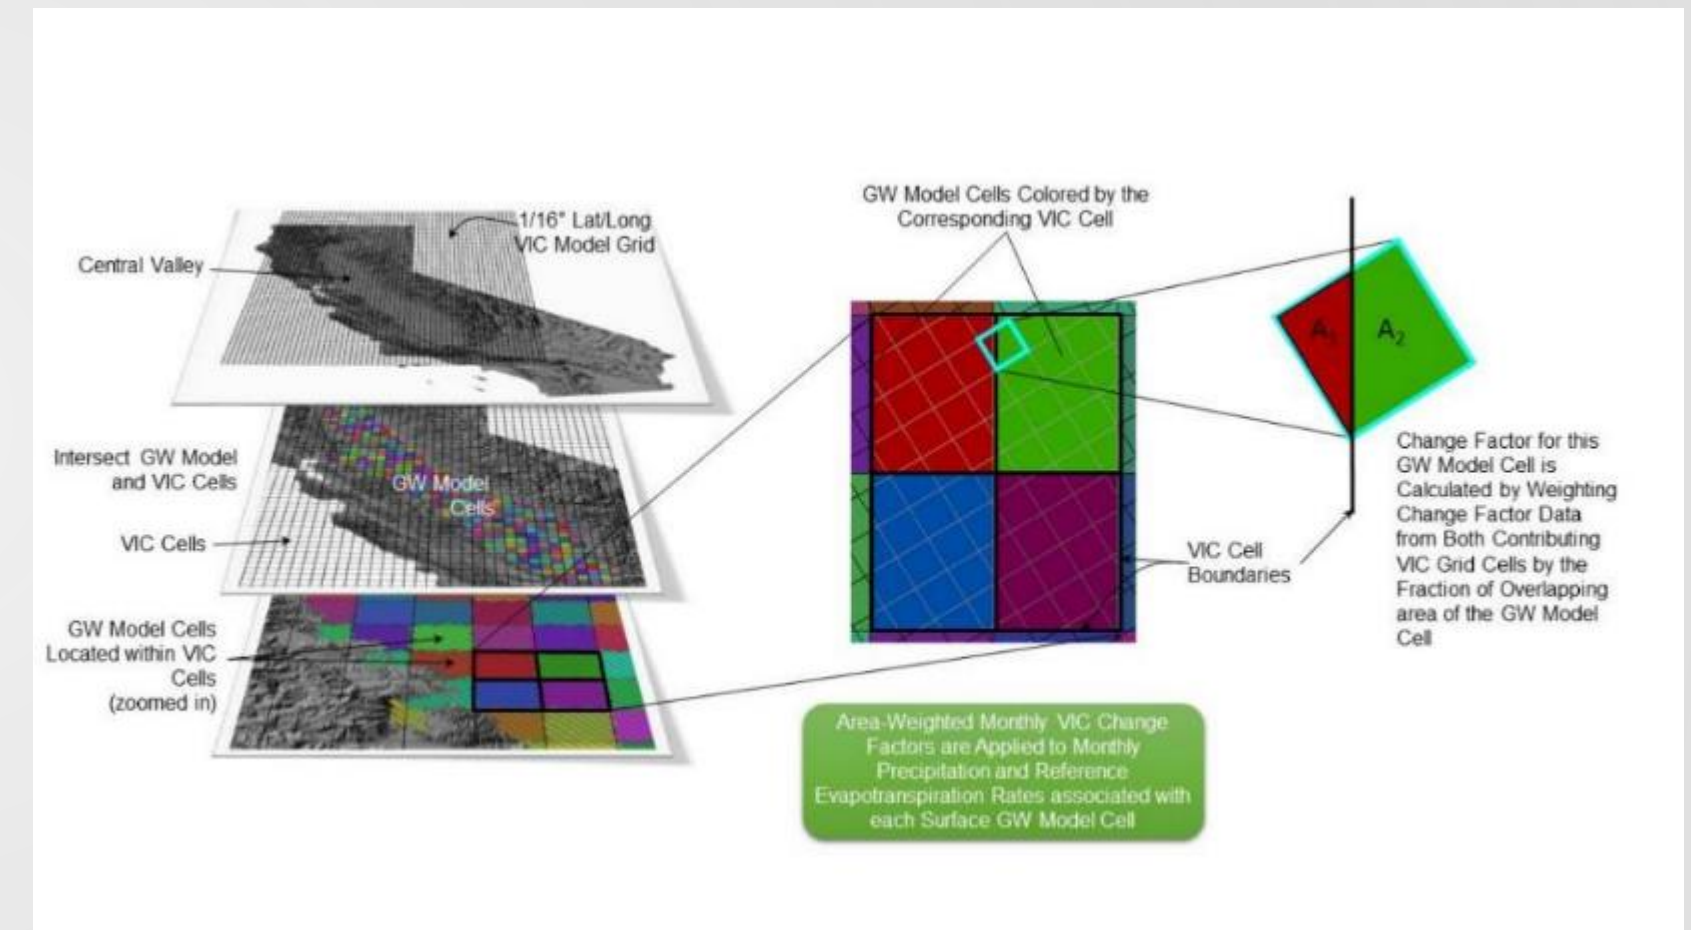 1/16° Lat/Long
VIC Model Grid
Central Valley
Intersect GW Model
and VIC Cells
GW Model
Cells
VIC Cells
GW Model Cells
Located within VIC
Cells
(zoomed in)
GW Model Cells Colored by the
Corresponding VIC Cell
A₁
A₂
VIC Cell
Boundaries
Change Factor for this
GW Model Cell is
Calculated by Weighting
Change Factor Data
from Both Contributing
VIC Grid Cells by the
Fraction of Overlapping
area of the GW Model
Cell
Area-Weighted Monthly VIC Change
Factors are Applied to Monthly
Precipitation and Reference
Evapotranspiration Rates associated with
each Surface GW Model Cell